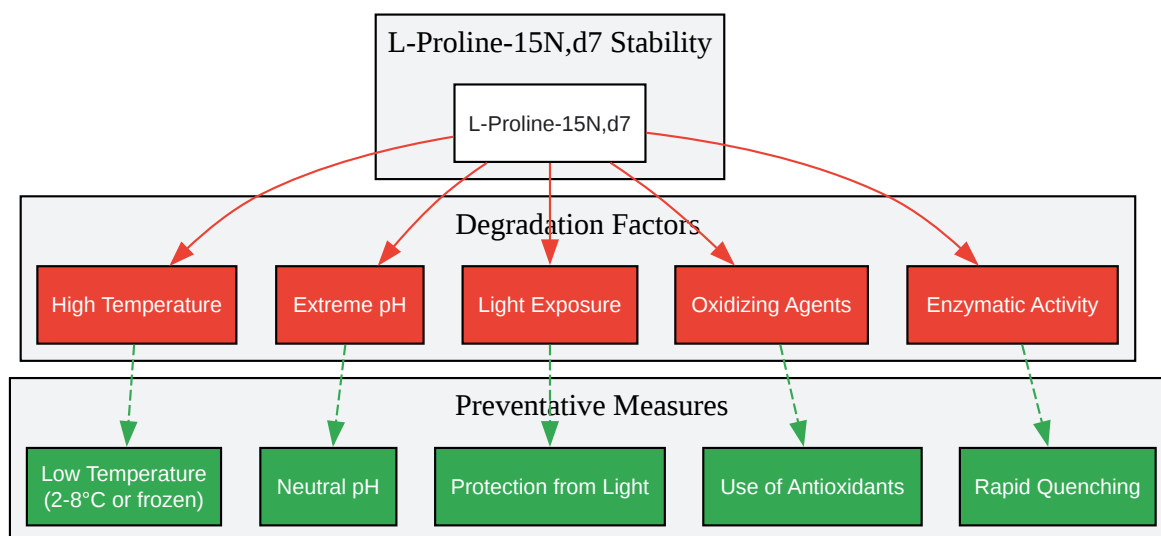 L-Proline-15N,d7 Stability
L-Proline-15N,d7
Degradation Factors
High Temperature
Extreme pH
Light Exposure
Oxidizing Agents
Enzymatic Activity
Preventative Measures
Low Temperature
(2-8°C or frozen)
Neutral pH
Protection from Light
Use of Antioxidants
Rapid Quenching